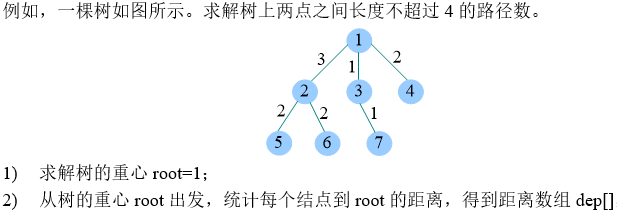 例如，一棵树如图所示。求解树上两点之间长度不超过 4 的路径数。
1
3 1 2
2 3 4
2 2 1
5 6 7
1) 求解树的重心 root=1；
2) 从树的重心 root 出发，统计每个结点到 root 的距离，得到距离数组 dep[]